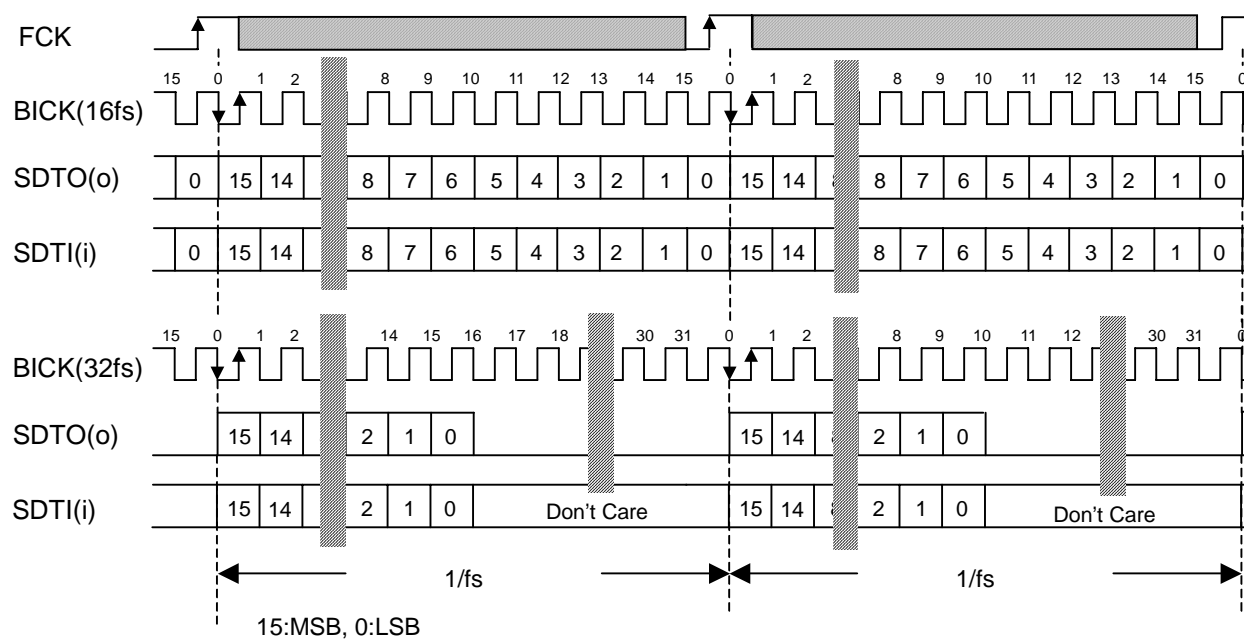 FCK
15 0 1 2 8 9 10 11 12 13 14 15 0 1 2 8 9 10 11 12 13 14 15 0
BICK(16fs)
SDTO(o) 0 15 14 8 7 6 5 4 3 2 1 0 15 14 8 8 7 6 5 4 3 2 1 0
SDTI(i) 0 15 14 8 7 6 5 4 3 2 1 0 15 14 8 7 6 5 4 3 2 1 0
15 0 1 2 14 15 16 17 18 30 31 0 1 2 8 9 10 11 12 30 31 0
BICK(32fs)
SDTO(o) 15 14 2 1 0 15 14 8 2 1 0
SDTI(i) 15 14 2 1 0 Don't Care 15 14 8 2 1 0 Don't Care
1/fs 1/fs
15:MSB, 0:LSB